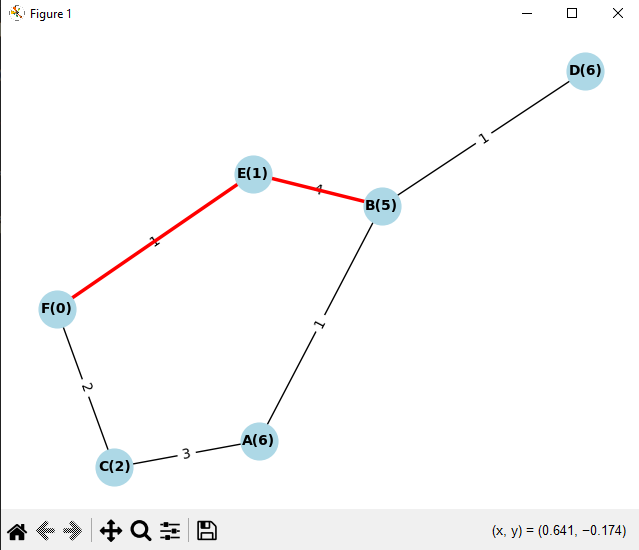 Figure 1
D(6)
1
E(1)
4
B(5)
1
F(0)
1
2
A(6)
3
C(2)
(x, y) = (0.641, −0.174)